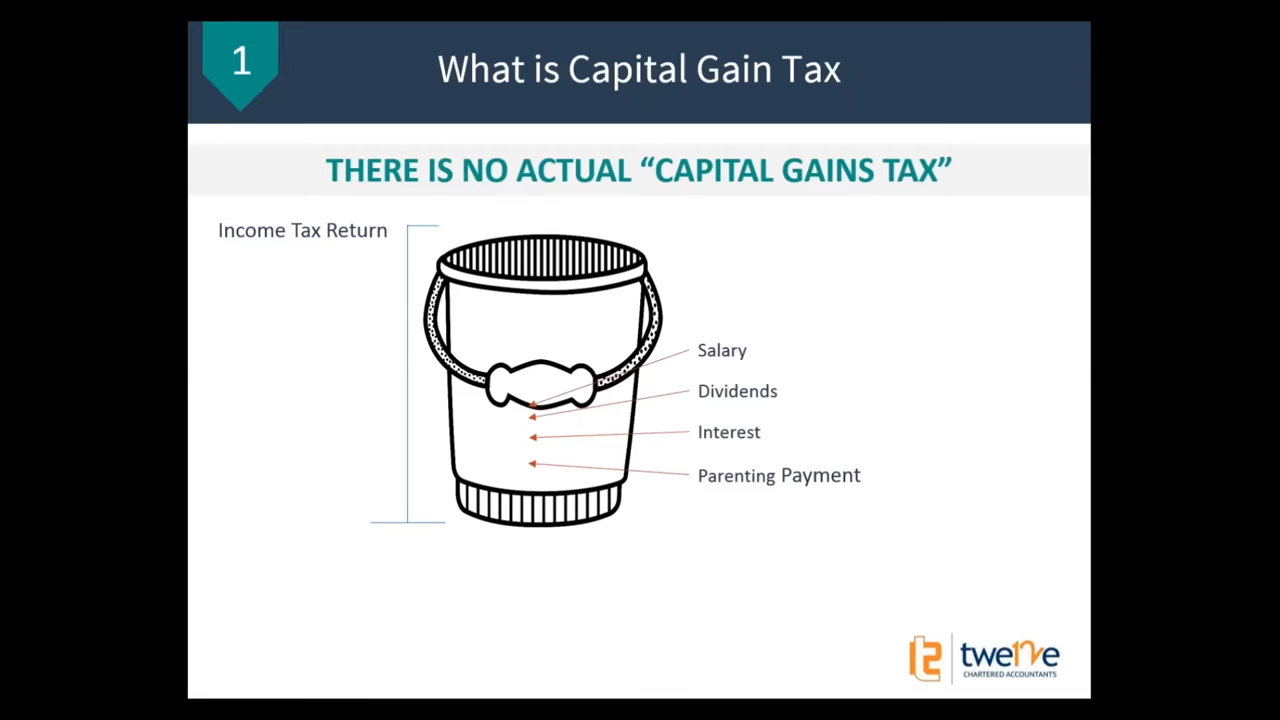 1
What is Capital Gain Tax
THERE IS NO ACTUAL “CAPITAL GAINS TAX”
Income Tax Return
Salary
Dividends
Interest
Parenting Payment
twelve
CHARTERED ACCOUNTANTS